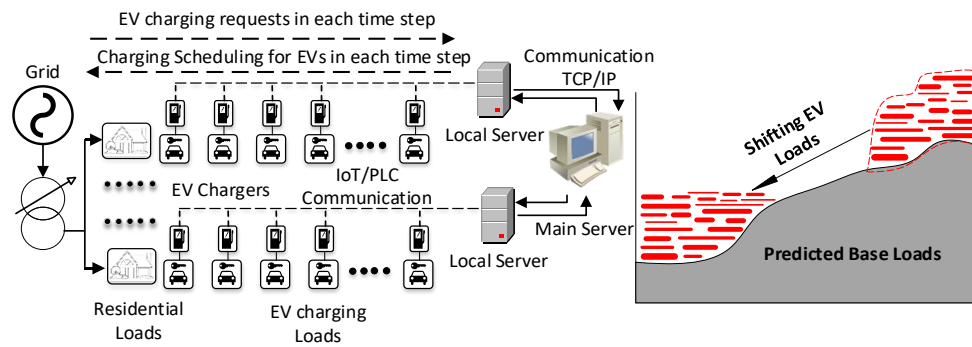 EV charging requests in each time step
Charging Scheduling for EVs in each time step
Grid
Communication
TCP/IP
Local Server
Shifting EV
Loads
IoT/PLC
EV Chargers
Communication
Main Server
Local Server
Predicted Base Loads
Residential
Loads
EV charging
Loads